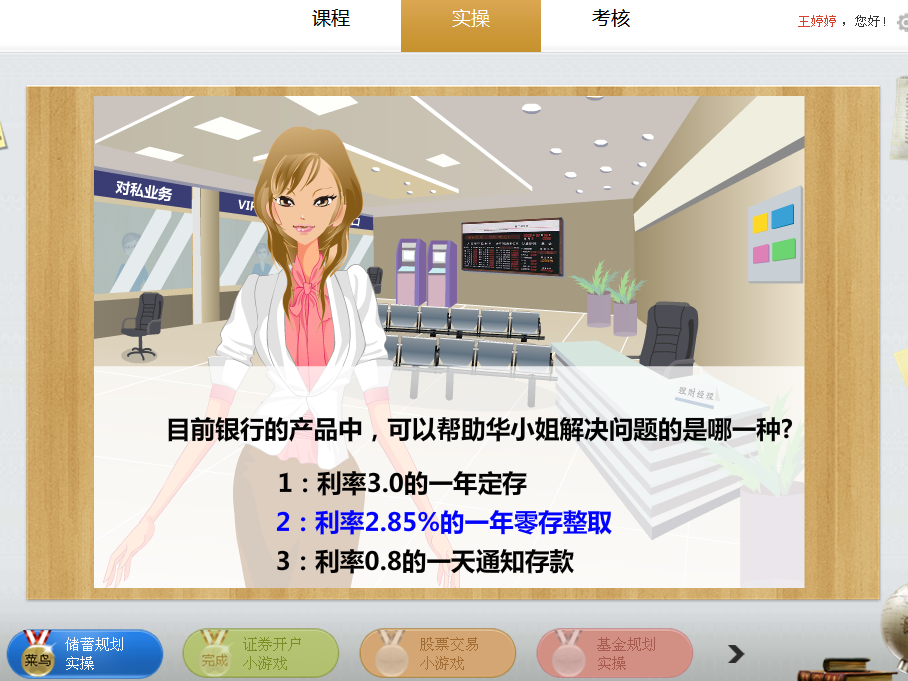 课程
实操
考核
王婷婷，您好!
对私业务
VIP
口
理财经理
目前银行的产品中，可以帮助华小姐解决问题的是哪一种?
1：利率3.0的一年定存
2：利率2.85%的一年零存整取
3：利率0.8的一天通知存款
菜鸟
储蓄规划
实操
完成
证券开户
小游戏
股票交易
小游戏
基金规划
实操